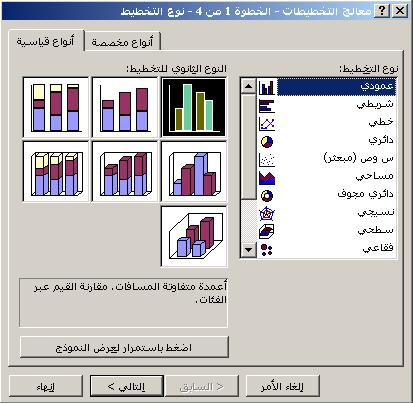 معالج التخطيطات - الخطوة 1 من 4 - نوع التخطيط
أنواع قياسية
أنواع مخصصة
نوع التخطيط:
عمودي
شريطي
خطي
دائري
س وص (مبعثر)
مساحي
دائري مجوف
نسيجي
سطحي
فقاعي
النوع الثانوي للتخطيط:
أعمدة متفاوتة المسافات. مقارنة القيم عبر
الفئات.
اضغط باستمرار لعرض النموذج
إلغاء الأمر
< السابق
التالي >
إنهاء